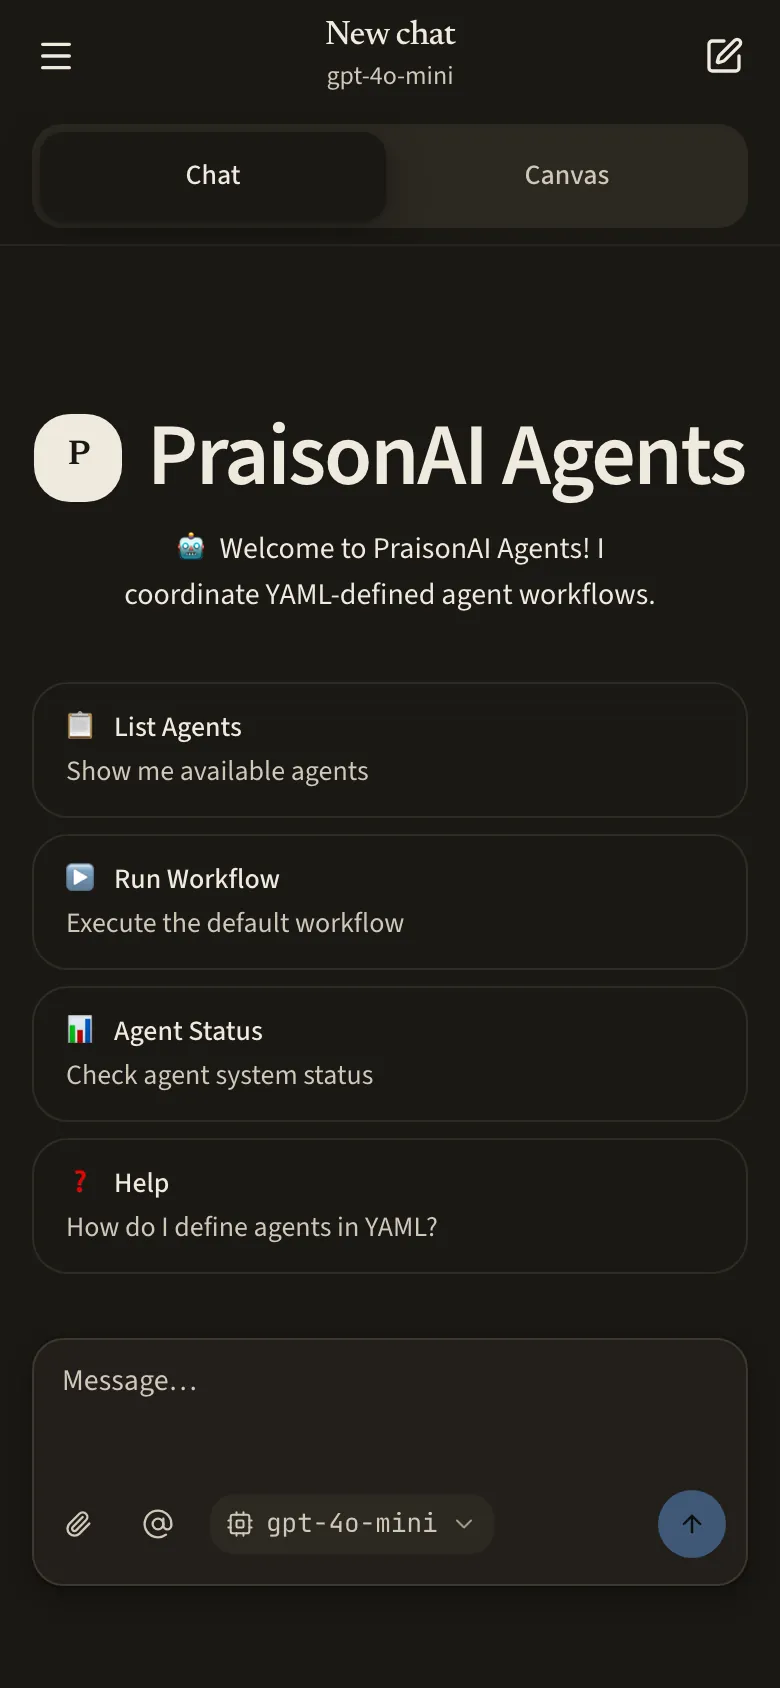 New chat
gpt-4o-mini
Chat
Canvas
P
PraisonAI Agents
🤖 Welcome to PraisonAI Agents! I
coordinate YAML-defined agent workflows.
📋 List Agents
Show me available agents
▶️ Run Workflow
Execute the default workflow
📊 Agent Status
Check agent system status
❓ Help
How do I define agents in YAML?
Message…
gpt-4o-mini